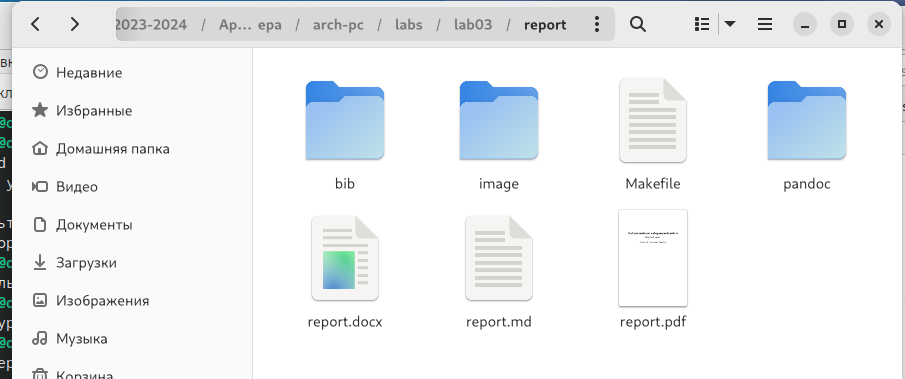 2023-2024 / Ар... ера / arch-pc / labs / lab03 / report
Недавние
Избранные
Домашняя папка
Видео
Документы
Загрузки
Изображения
Музыка
Корзина
bib
image
Makefile
pandoc
report.docx
report.md
report.pdf